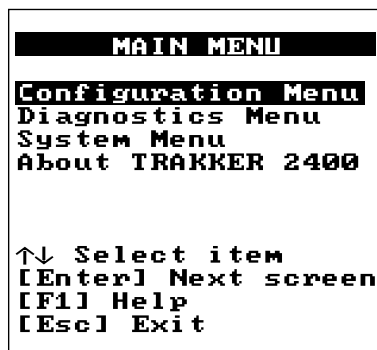 MAIN MENU
Configuration Menu
Diagnostics Menu
System Menu
About TRAKKER 2400
↑↓ Select item
[Enter] Next screen
[F1] Help
[Esc] Exit